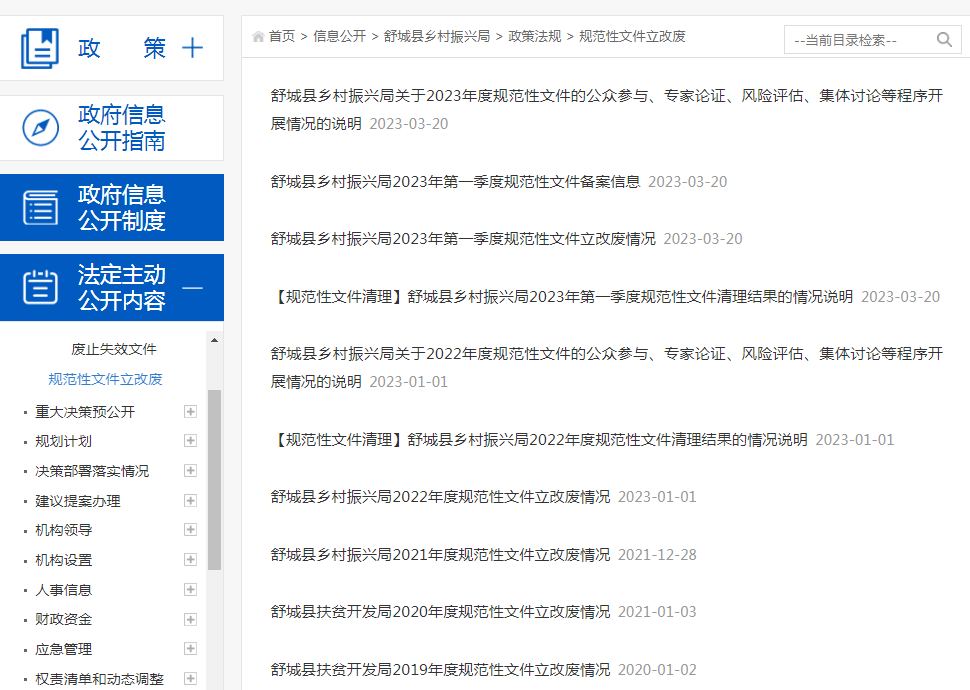 政 策
政府信息
公开指南
政府信息
公开制度
法定主动
公开内容
废止失效文件
规范性文件立改废
重大决策预公开
规划计划
决策部署落实情况
建议提案办理
机构领导
机构设置
人事信息
财政资金
应急管理
权责清单和动态调整
首页 > 信息公开 > 舒城县乡村振兴局 > 政策法规 > 规范性文件立改废
--当前目录检索--
舒城县乡村振兴局关于2023年度规范性文件的公众参与、专家论证、风险评估、集体讨论等程序开
展情况的说明 2023-03-20
舒城县乡村振兴局2023年第一季度规范性文件备案信息 2023-03-20
舒城县乡村振兴局2023年第一季度规范性文件立改废情况 2023-03-20
【规范性文件清理】舒城县乡村振兴局2023年第一季度规范性文件清理结果的情况说明 2023-03-20
舒城县乡村振兴局关于2022年度规范性文件的公众参与、专家论证、风险评估、集体讨论等程序开
展情况的说明 2023-01-01
【规范性文件清理】舒城县乡村振兴局2022年度规范性文件清理结果的情况说明 2023-01-01
舒城县乡村振兴局2022年度规范性文件立改废情况 2023-01-01
舒城县乡村振兴局2021年度规范性文件立改废情况 2021-12-28
舒城县扶贫开发局2020年度规范性文件立改废情况 2021-01-03
舒城县扶贫开发局2019年度规范性文件立改废情况 2020-01-02